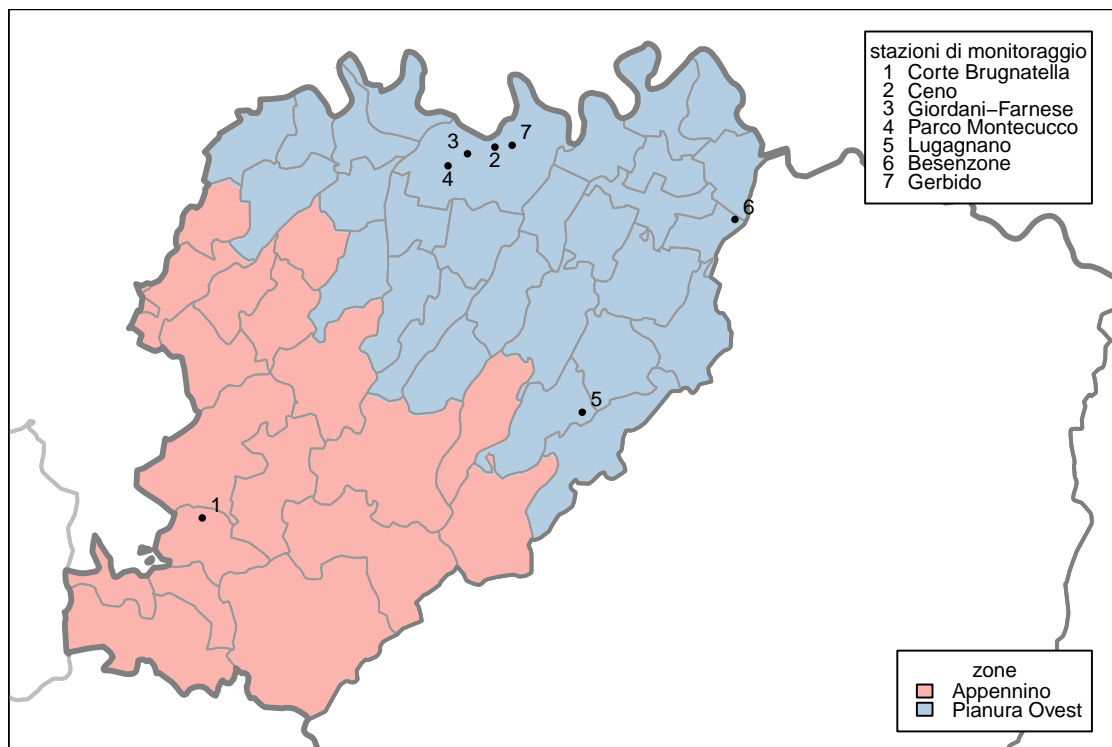 stazioni di monitoraggio
1 Corte Brugnatella
2 Ceno
3 Giordani−Farnese
4 Parco Montecucco
5 Lugagnano
6 Besenzone
7 Gerbido
3
2
7
4
6
5
1
zone
Appennino
Pianura Ovest